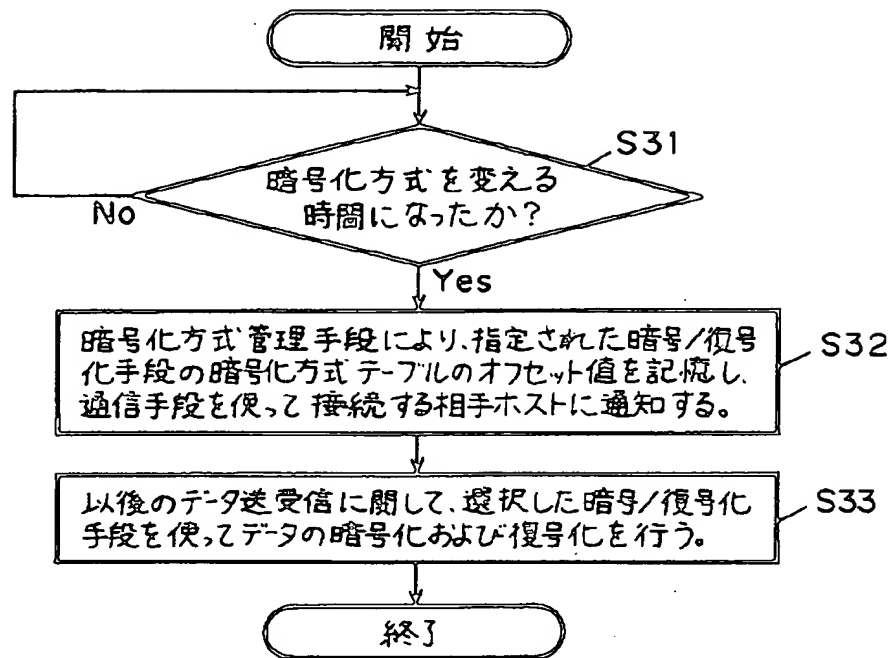 開始
S31
暗号化方式を変える
時間になったか？
No
Yes
暗号化方式管理手段により、指定された暗号/復号
化手段の暗号化方式テーブルのオフセット値を記憶し、
通信手段を使って接続する相手ホストに通知する。
S32
以後のデータ送受信に関して、選択した暗号/復号化
手段を使ってデータの暗号化および復号化を行う。
S33
終了